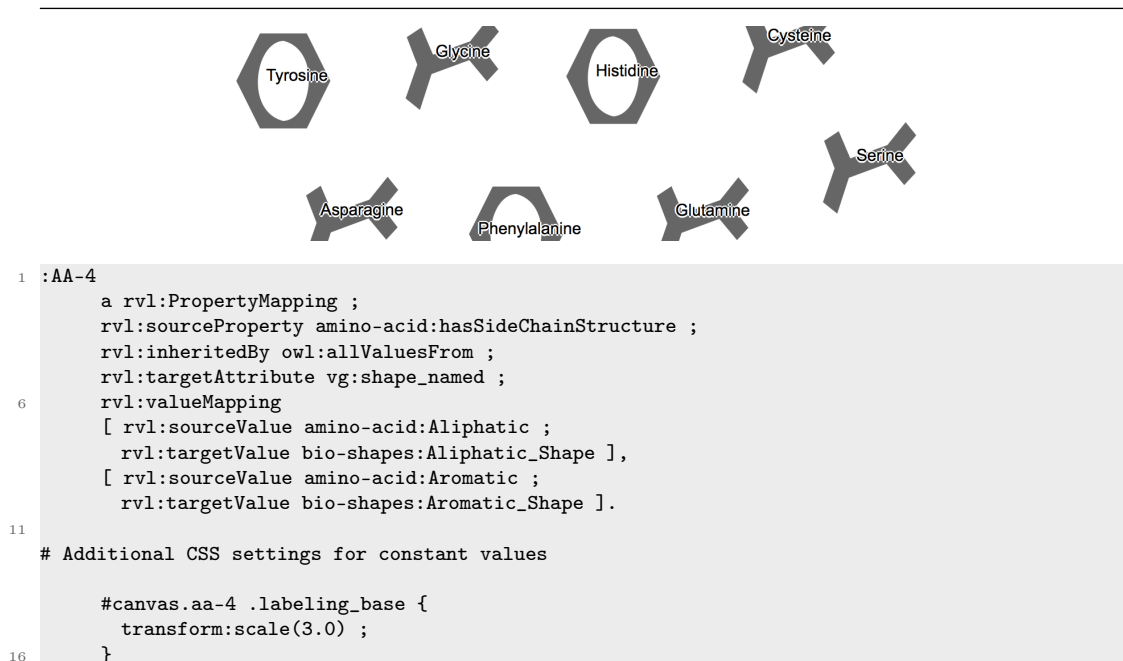 Cysteine
Glycine
Tyrosine
Histidine
Serine
Asparagine
Glutamine
Phenylalanine
1 :AA-4
a rvl:PropertyMapping ;
rvl:sourceProperty amino-acid:hasSideChainStructure ;
rvl:inheritedBy owl:allValuesFrom ;
rvl:targetAttribute vg:shape_named ;
6 rvl:valueMapping
[ rvl:sourceValue amino-acid:Aliphatic ;
rvl:targetValue bio-shapes:Aliphatic_Shape ],
[ rvl:sourceValue amino-acid:Aromatic ;
rvl:targetValue bio-shapes:Aromatic_Shape ].
11
# Additional CSS settings for constant values
#canvas.aa-4 .labeling_base {
transform:scale(3.0) ;
16 }